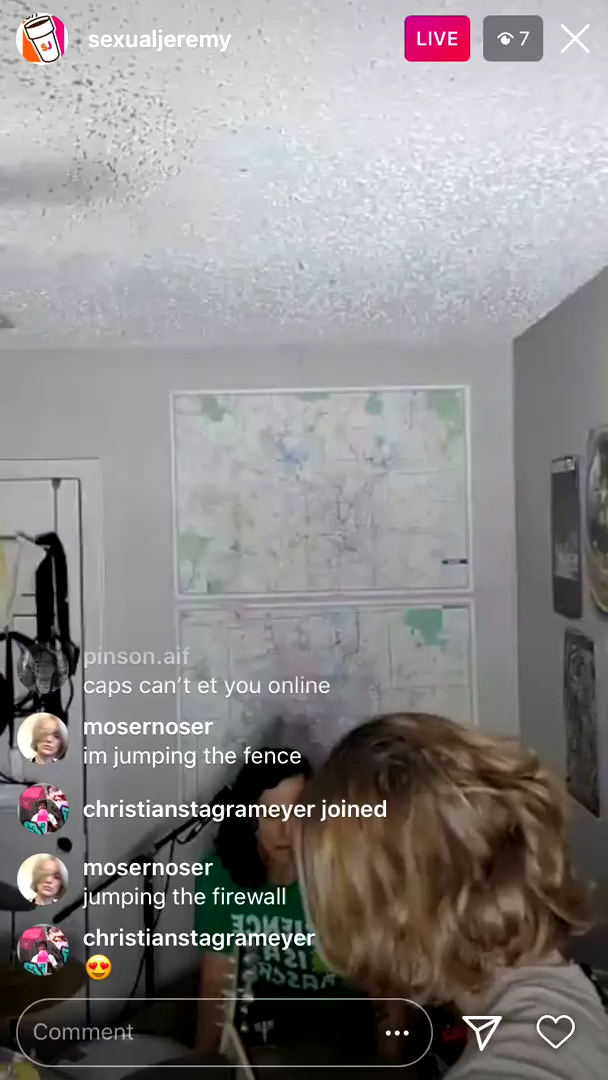 SJ
sexualjeremy
LIVE
7
pinson.aif
caps can't et you online
mosernoser
im jumping the fence
christianstagrameyer joined
mosernoser
jumping the firewall
christianstagrameyer
😍
Comment